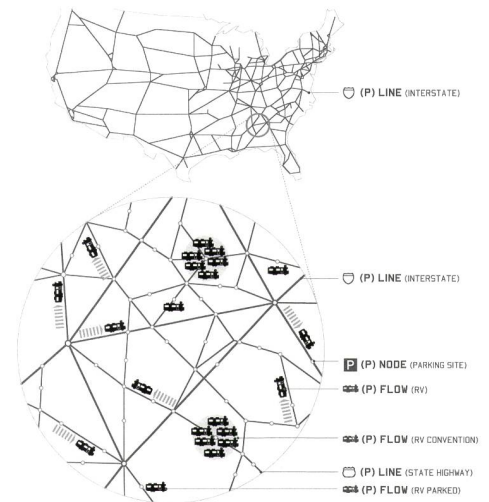 (P) LINE (INTERSTATE)
(P) LINE (INTERSTATE)
P (P) NODE (PARKING SITE)
(P) FLOW (RV)
(P) FLOW (RV CONVENTION)
(P) LINE (STATE HIGHWAY)
(P) FLOW (RV PARKED)